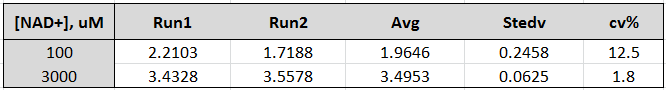 [NAD+], uM Run1 Run2 Avg Stedv cv%
100 2.2103 1.7188 1.9646 0.2458 12.5
3000 3.4328 3.5578 3.4953 0.0625 1.8